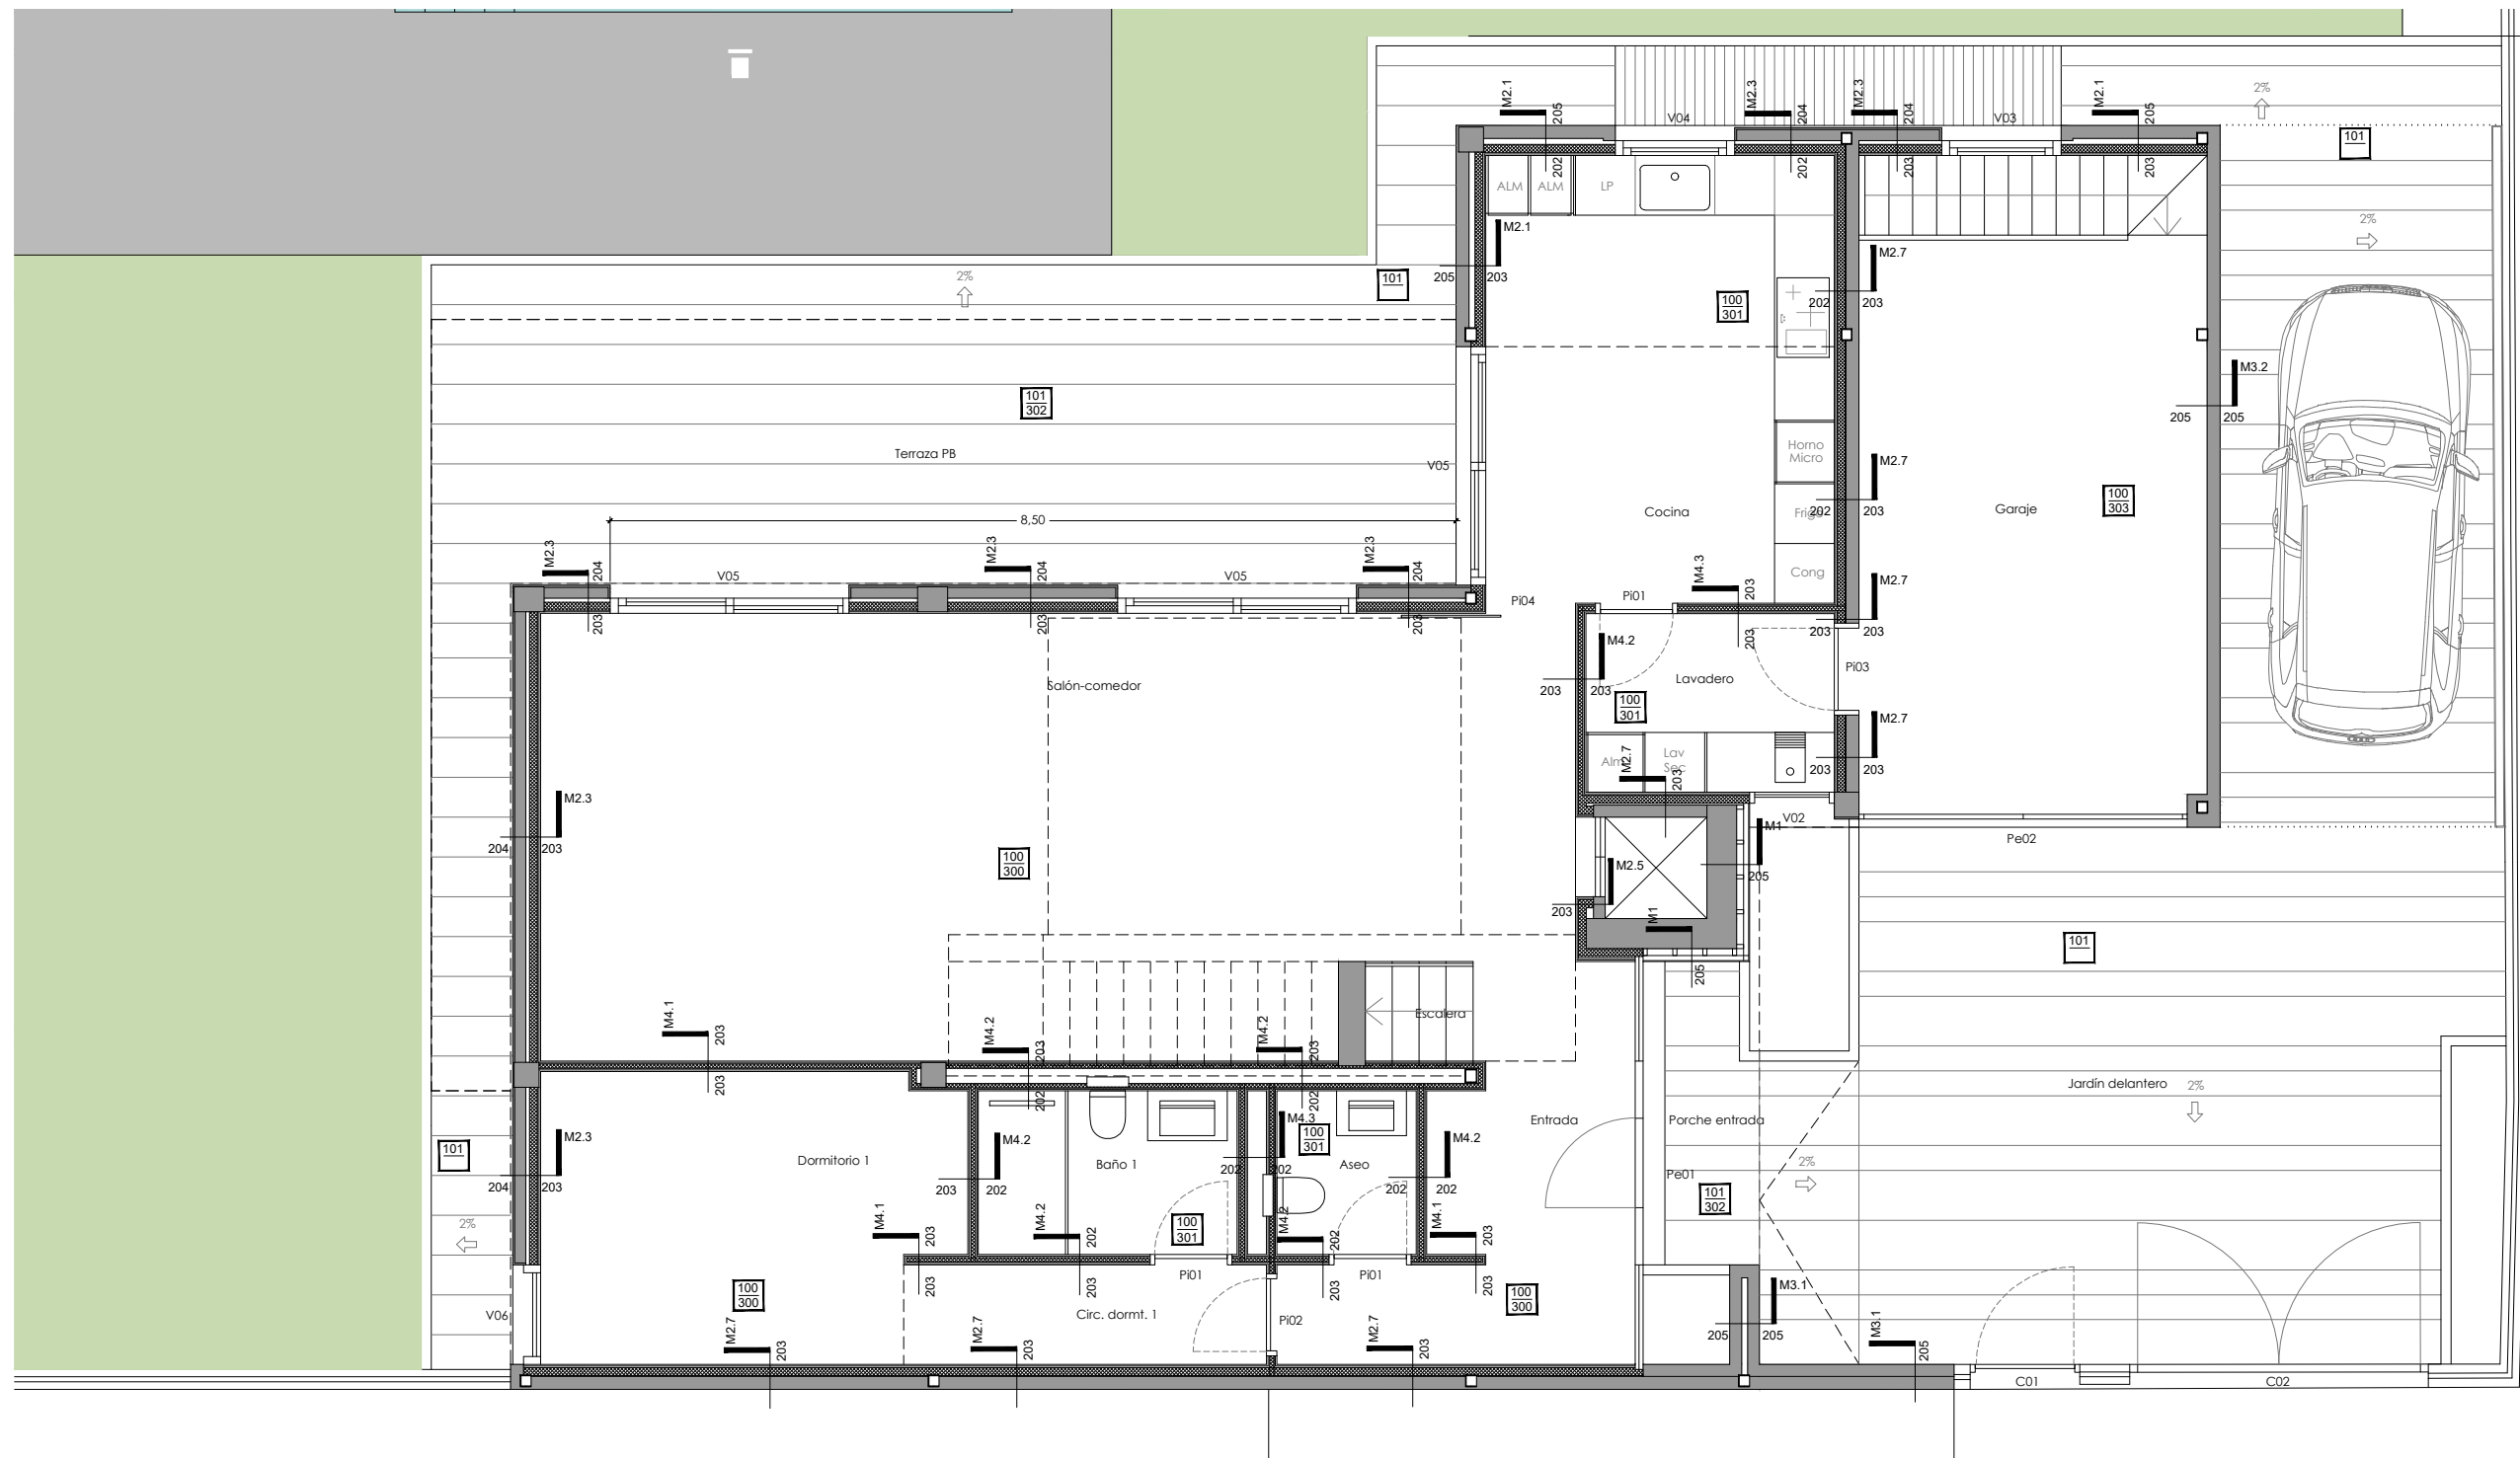 2%
M2.1
205
202
V04
M2.3
204
202
M2.3
204
203
V03
M2.1
205
203
101
ALM
ALM
LP
M2.1
205
203
101
2%
2%
M2.7
202
203
100
301
101
302
Terraza PB
V05
8,50
Horno
Micro
M2.7
202
203
Frigo
Cocina
Garaje
100
303
M3.2
205
205
M2.3
204
203
V05
M2.3
204
203
V05
M2.3
204
203
Pi04
Pi01
M4.3
203
203
Cong
M2.7
203
203
M4.2
203
203
Pi03
Salón-comedor
Lavadero
100
301
M2.7
203
203
Alm
M2.7
203
Lav
Sec
M2.3
204
203
V02
M1
205
Pe02
100
300
M2.5
203
M1
205
101
Escalera
M4.1
203
203
M4.2
203
202
M4.2
203
202
Jardín delantero
2%
M2.3
204
203
101
Dormitorio 1
M4.2
203
202
Baño 1
M4.3
202
202
100
301
Aseo
M4.2
202
202
Entrada
Porche entrada
Pe01
2%
101
302
2%
M4.1
203
203
M4.2
202
203
100
301
M4.2
202
203
M4.1
203
203
Pi01
Pi01
100
300
V06
Circ. dormt. 1
Pi02
100
300
M2.7
203
M2.7
203
M2.7
203
M3.1
205
205
M3.1
205
C01
C02